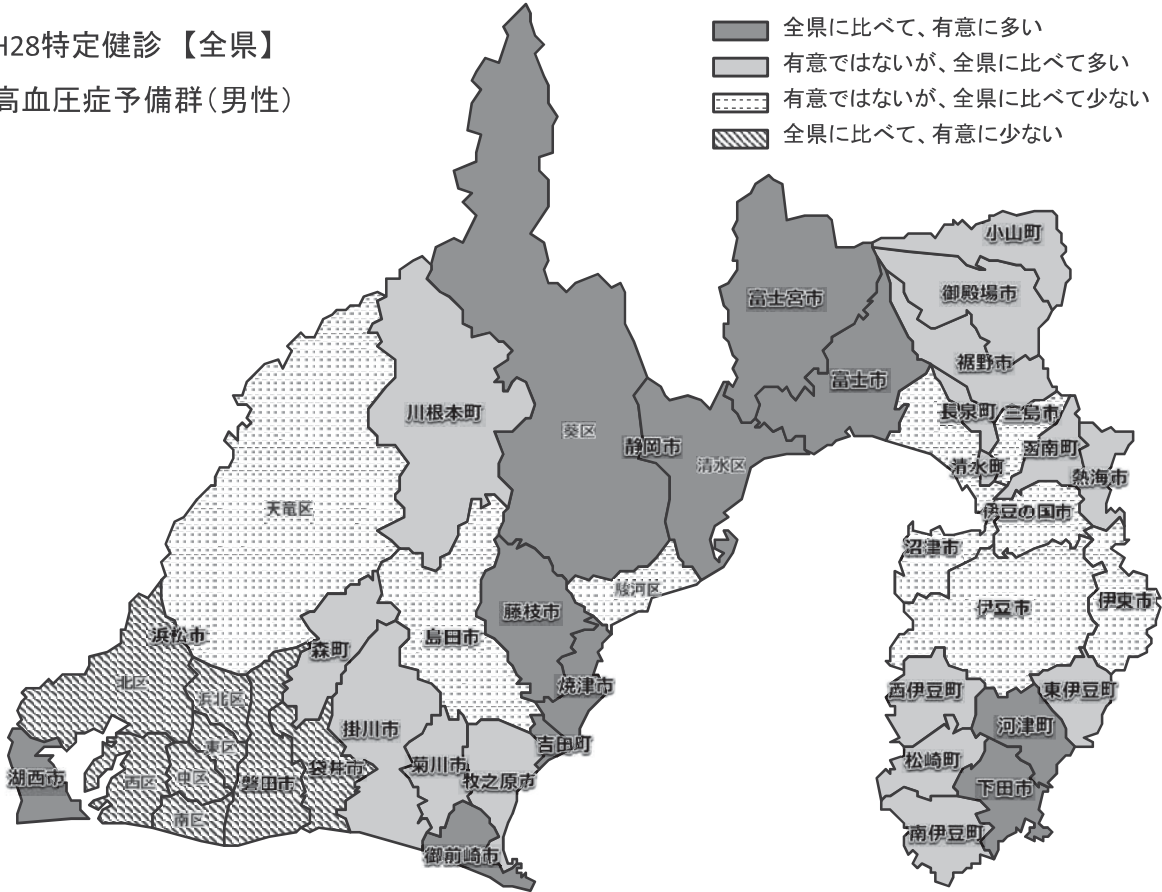 H28特定健診【全県】
高血圧症予備群(男性)
全県に比べて、有意に多い
有意ではないが、全県に比べて多い
有意ではないが、全県に比べて少ない
全県に比べて、有意に少ない
小山町
御殿場市
富士宮市
裾野市
富士市
長泉町
三島市
川根本町
葵区
静岡市
清水区
函南町
清水町
熱海市
天竜区
伊豆の国市
沼津市
駿河区
藤枝市
伊豆市
伊東市
浜松市
島田市
森町
北区
浜北区
焼津市
西伊豆町
東伊豆町
掛川市
河津町
東区
吉田町
湖西市
西区
中区
磐田市
袋井市
菊川市
牧之原市
松崎町
下田市
南区
御前崎市
南伊豆町